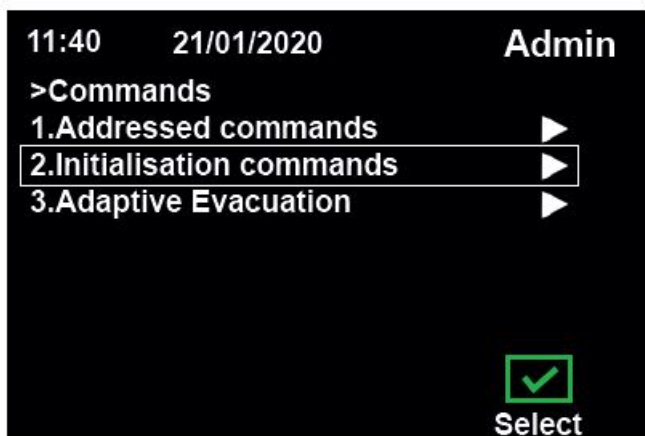 11:40 21/01/2020 Admin
>Commands
1.Addressed commands
2.Initialisation commands
3.Adaptive Evacuation
Select